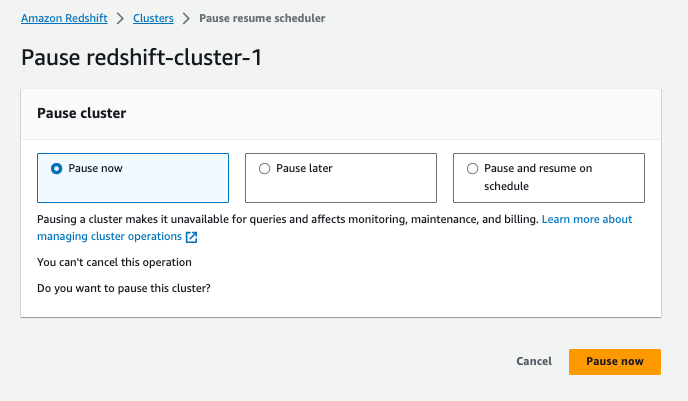 Amazon Redshift > Clusters > Pause resume scheduler
Pause redshift-cluster-1
Pause cluster
Pause now
Pause later
Pause and resume on
schedule
Pausing a cluster makes it unavailable for queries and affects monitoring, maintenance, and billing. Learn more about
managing cluster operations
You can't cancel this operation
Do you want to pause this cluster?
Cancel
Pause now